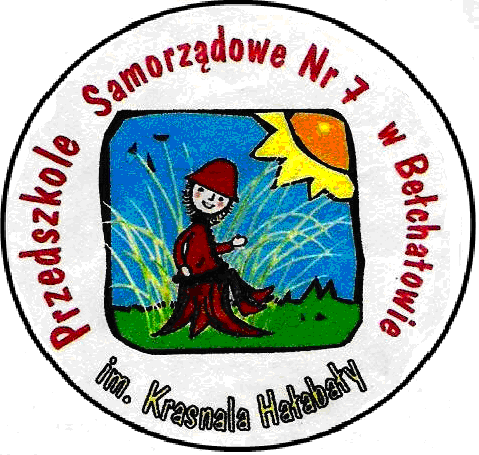 Przedszkole Samorządowe Nr 7 w Bełchatowie
im. Krasnala Hałabały